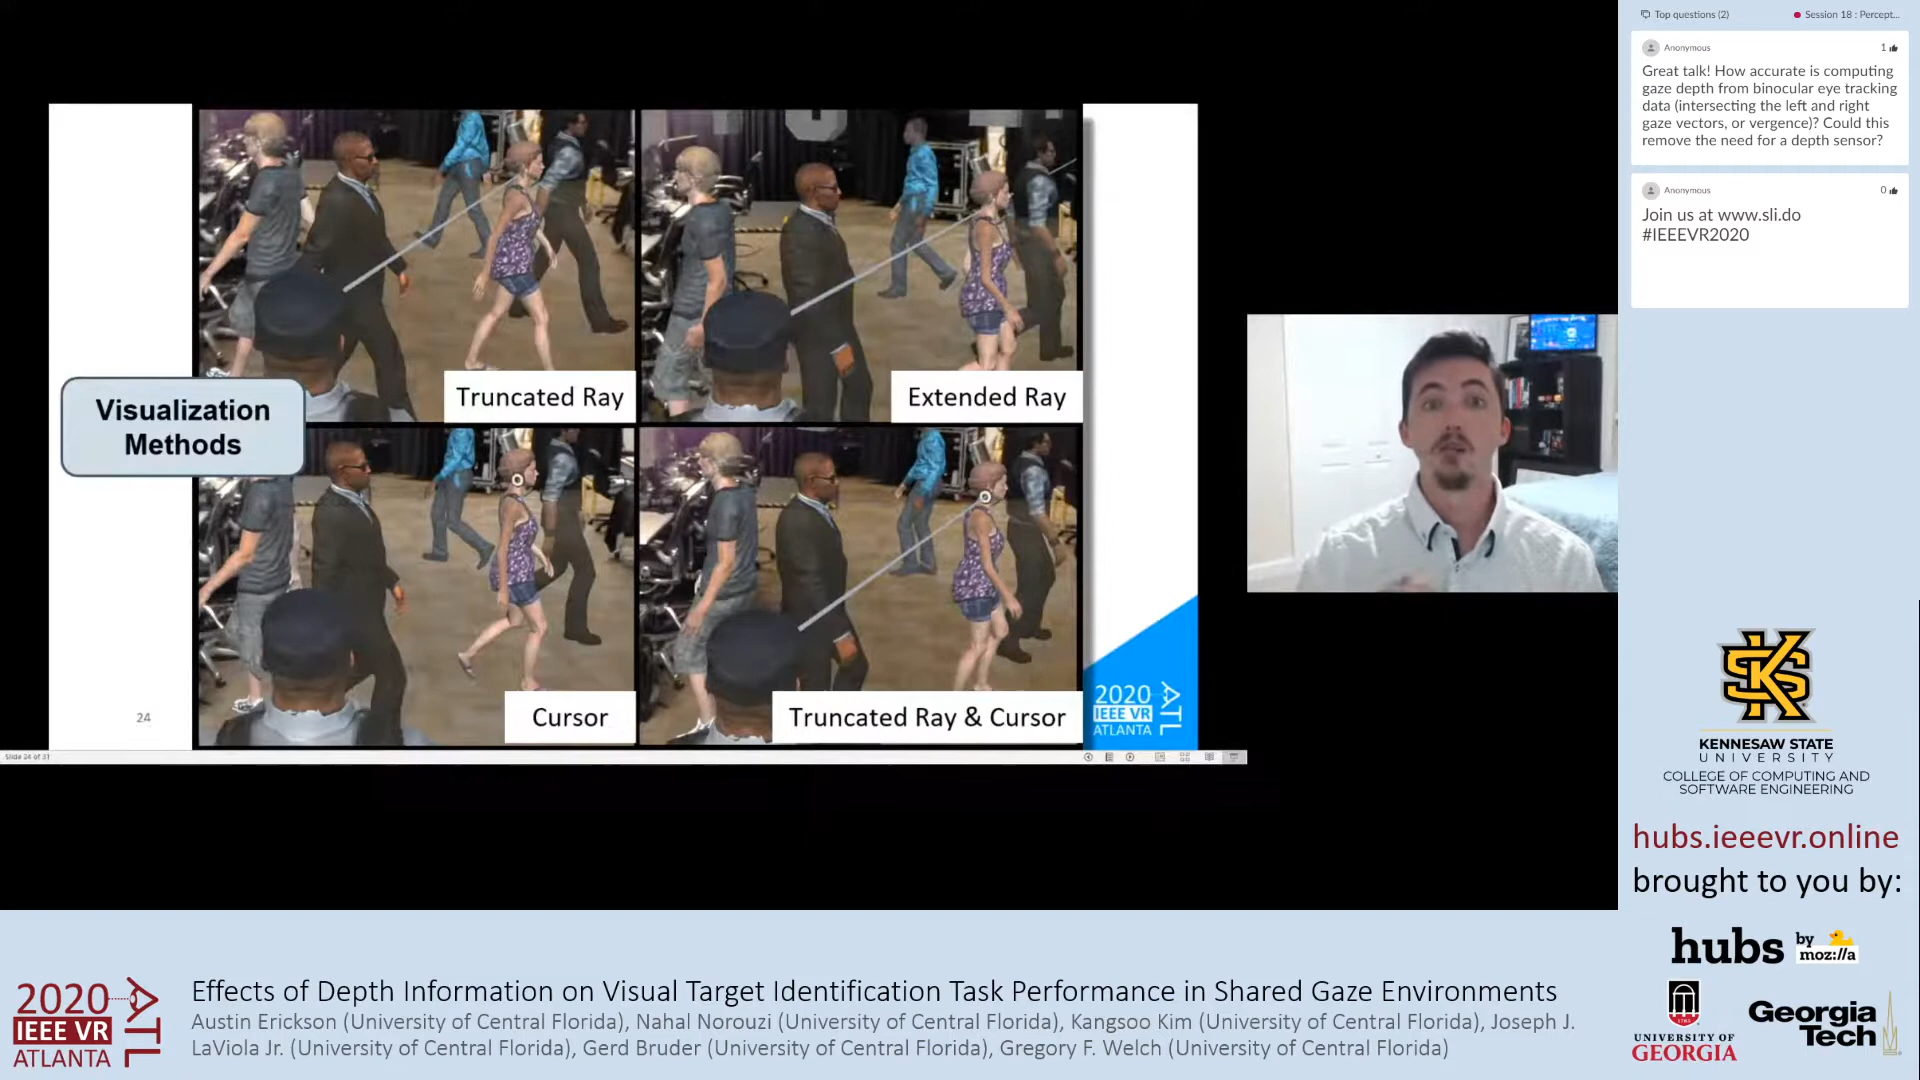 Truncated Ray
Extended Ray
Visualization
Methods
Cursor
Truncated Ray & Cursor
24
2020
IEEE VR
ATLANTA
ATL
Slide 24 of 31
Top questions (2)
Session 18 : Percept...
Anonymous
1
Great talk! How accurate is computing
gaze depth from binocular eye tracking
data (intersecting the left and right
gaze vectors, or vergence)? Could this
remove the need for a depth sensor?
Anonymous
0
Join us at www.sli.do
#IEEEVR2020
KS
KENNESAW STATE
UNIVERSITY
COLLEGE OF COMPUTING AND
SOFTWARE ENGINEERING
hubs.ieeevr.online
brought to you by:
hubs by
moz://a
UNIVERSITY OF
GEORGIA
Georgia
Tech
2020
IEEE VR
ATLANTA
ATL
Effects of Depth Information on Visual Target Identification Task Performance in Shared Gaze Environments
Austin Erickson (University of Central Florida), Nahal Norouzi (University of Central Florida), Kangsoo Kim (University of Central Florida), Joseph J.
LaViola Jr. (University of Central Florida), Gerd Bruder (University of Central Florida), Gregory F. Welch (University of Central Florida)